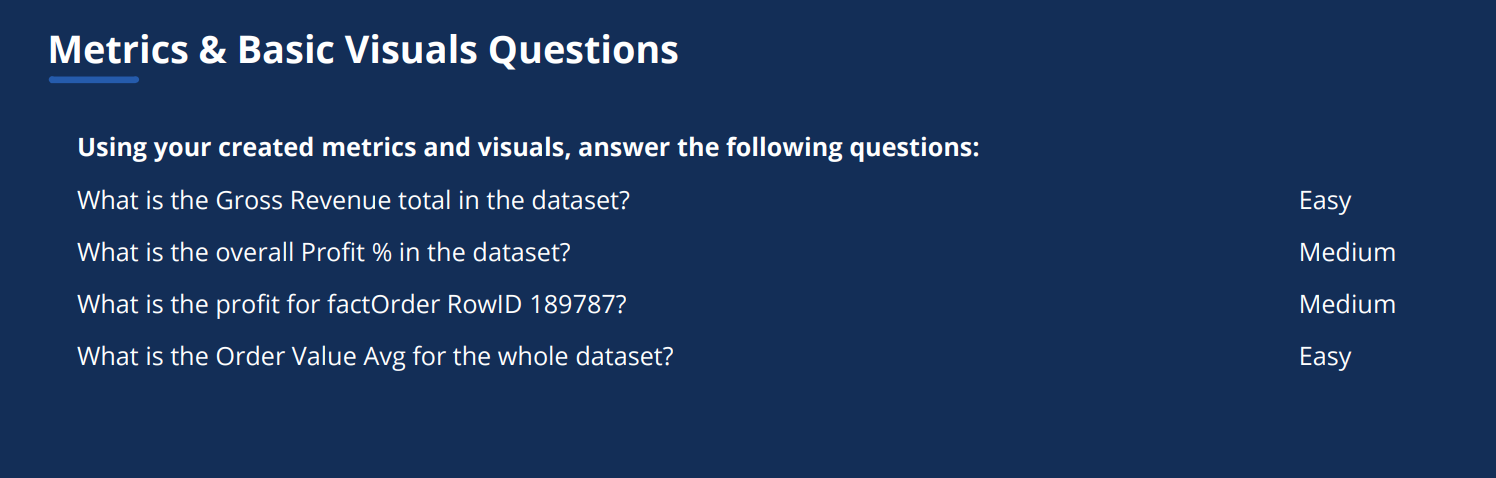 Metrics & Basic Visuals Questions
Using your created metrics and visuals, answer the following questions:
What is the Gross Revenue total in the dataset? Easy
What is the overall Profit % in the dataset? Medium
What is the profit for factOrder RowID 189787? Medium
What is the Order Value Avg for the whole dataset? Easy